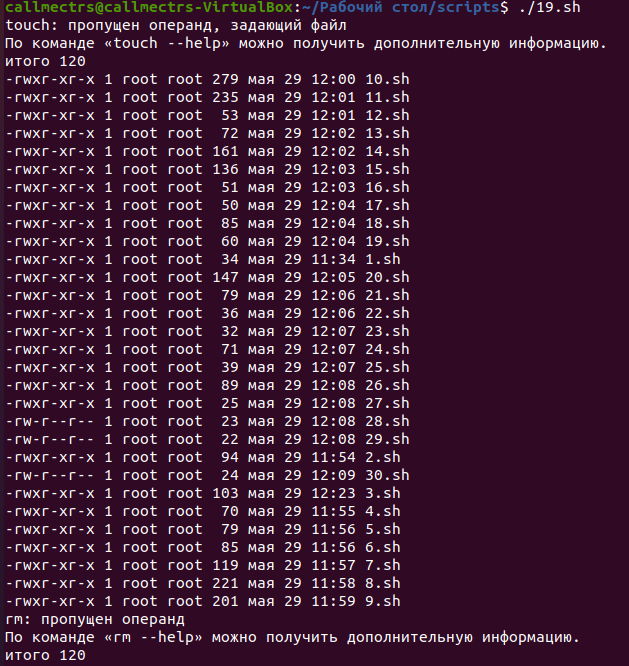 callmectrs@callmectrs-VirtualBox:~/Рабочий стол/scripts$ ./19.sh
touch: пропущен операнд, задающий файл
По команде «touch --help» можно получить дополнительную информацию.
итого 120
-rwxr-xr-x 1 root root 279 мая 29 12:00 10.sh
-rwxr-xr-x 1 root root 235 мая 29 12:01 11.sh
-rwxr-xr-x 1 root root  53 мая 29 12:01 12.sh
-rwxr-xr-x 1 root root  72 мая 29 12:02 13.sh
-rwxr-xr-x 1 root root 161 мая 29 12:02 14.sh
-rwxr-xr-x 1 root root 136 мая 29 12:03 15.sh
-rwxr-xr-x 1 root root  51 мая 29 12:03 16.sh
-rwxr-xr-x 1 root root  50 мая 29 12:04 17.sh
-rwxr-xr-x 1 root root  85 мая 29 12:04 18.sh
-rwxr-xr-x 1 root root  60 мая 29 12:04 19.sh
-rwxr-xr-x 1 root root  34 мая 29 11:34 1.sh
-rwxr-xr-x 1 root root 147 мая 29 12:05 20.sh
-rwxr-xr-x 1 root root  79 мая 29 12:06 21.sh
-rwxr-xr-x 1 root root  36 мая 29 12:06 22.sh
-rwxr-xr-x 1 root root  32 мая 29 12:07 23.sh
-rwxr-xr-x 1 root root  71 мая 29 12:07 24.sh
-rwxr-xr-x 1 root root  39 мая 29 12:07 25.sh
-rwxr-xr-x 1 root root  89 мая 29 12:08 26.sh
-rwxr-xr-x 1 root root  25 мая 29 12:08 27.sh
-rw-r--r-- 1 root root  23 мая 29 12:08 28.sh
-rw-r--r-- 1 root root  22 мая 29 12:08 29.sh
-rwxr-xr-x 1 root root  94 мая 29 11:54 2.sh
-rw-r--r-- 1 root root  24 мая 29 12:09 30.sh
-rwxr-xr-x 1 root root 103 мая 29 12:23 3.sh
-rwxr-xr-x 1 root root  70 мая 29 11:55 4.sh
-rwxr-xr-x 1 root root  79 мая 29 11:56 5.sh
-rwxr-xr-x 1 root root  85 мая 29 11:56 6.sh
-rwxr-xr-x 1 root root 119 мая 29 11:57 7.sh
-rwxr-xr-x 1 root root 221 мая 29 11:58 8.sh
-rwxr-xr-x 1 root root 201 мая 29 11:59 9.sh
rm: пропущен операнд
По команде «rm --help» можно получить дополнительную информацию.
итого 120